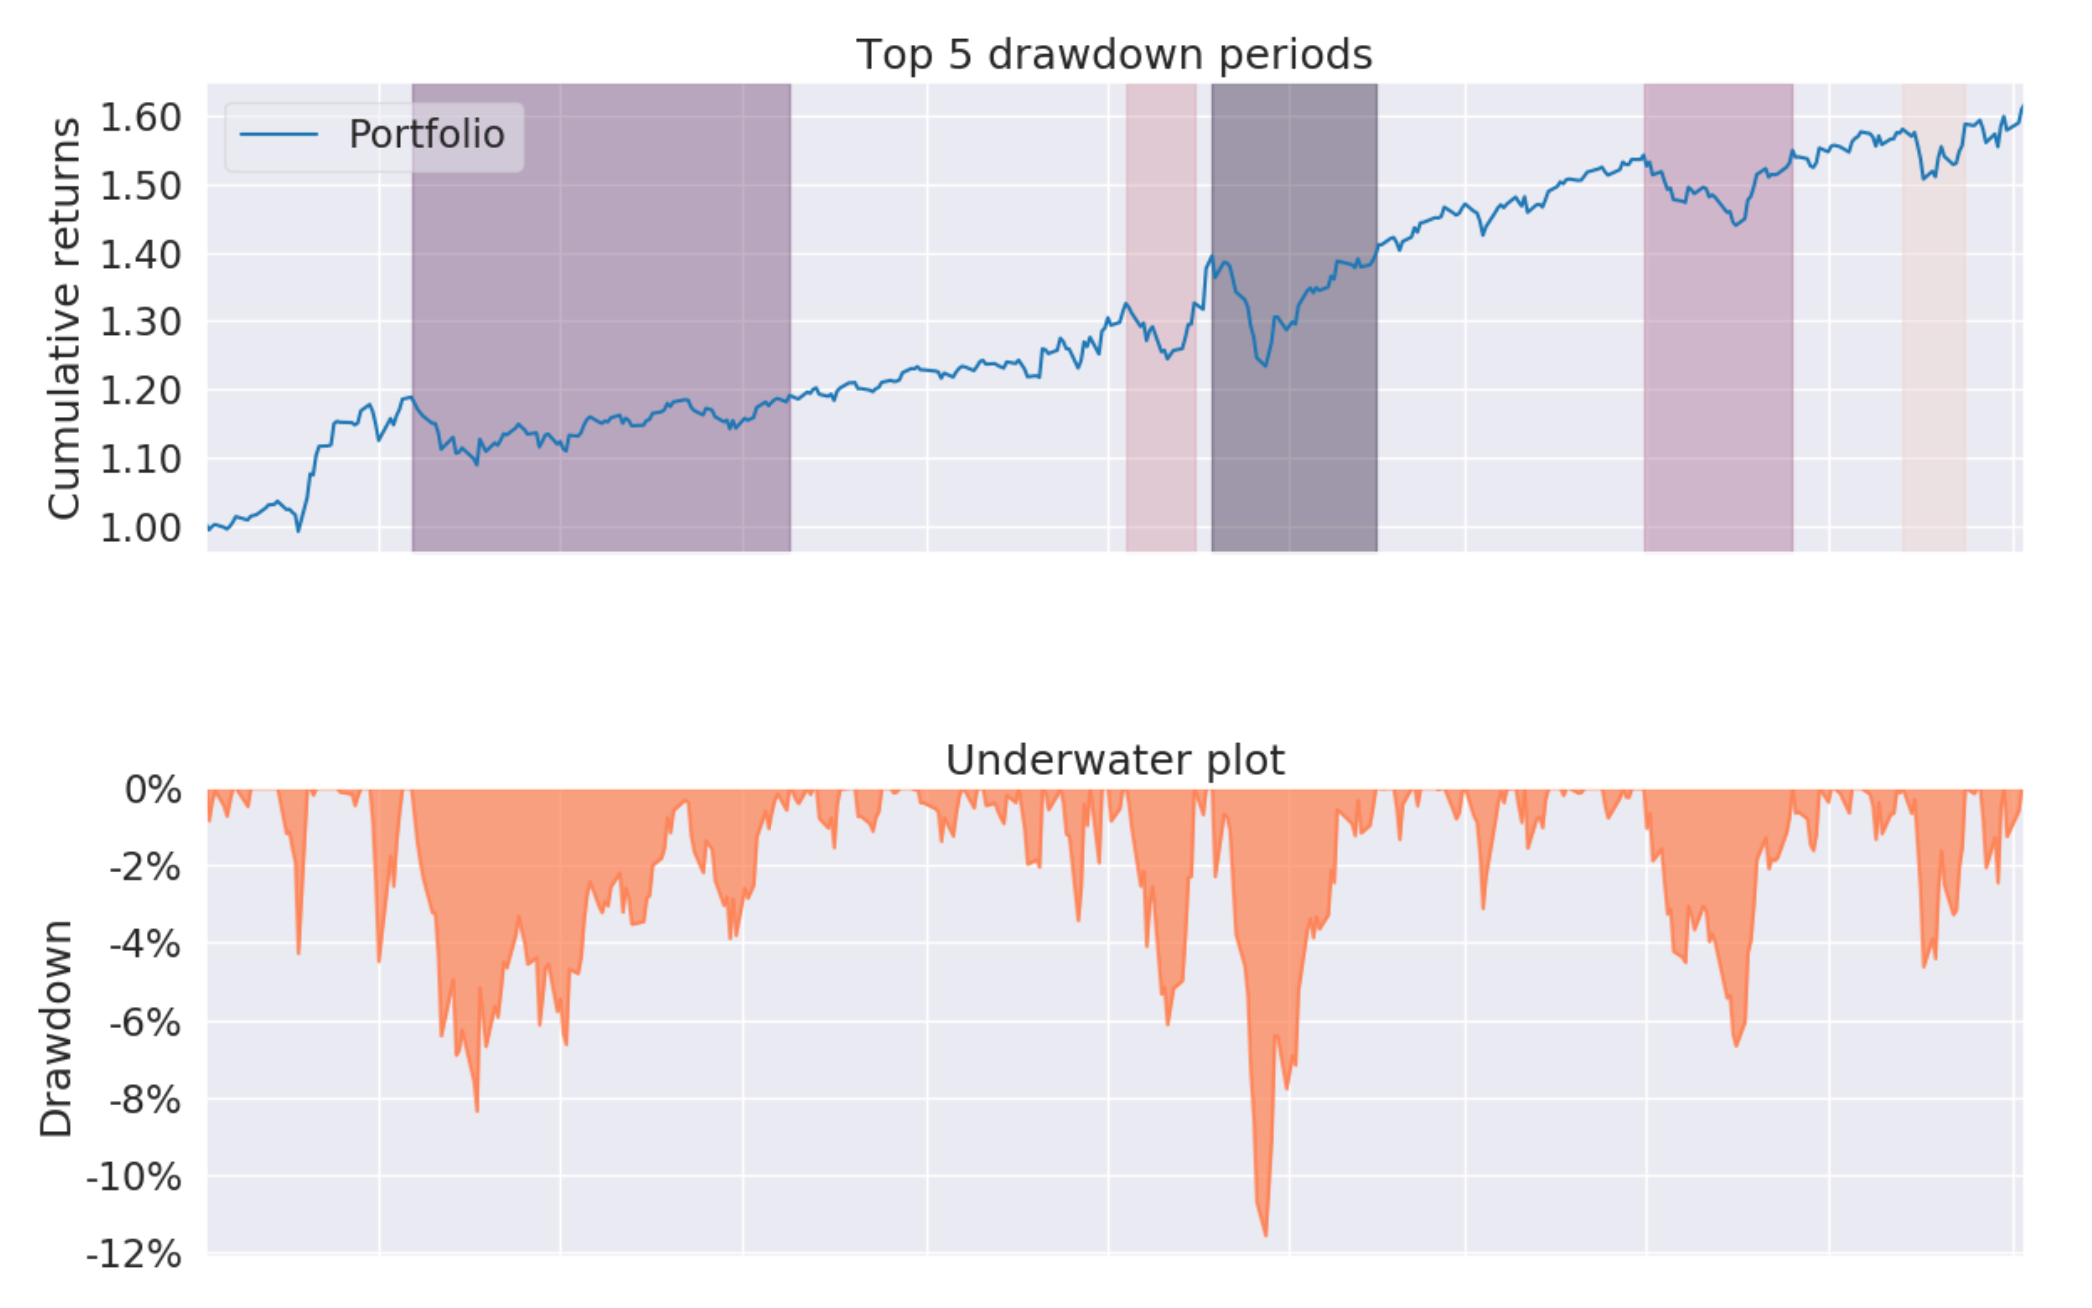 Top 5 drawdown periods
Cumulative returns
1.60
1.50
1.40
1.30
1.20
1.10
1.00
Portfolio
Underwater plot
Drawdown
0%
-2%
-4%
-6%
-8%
-10%
-12%